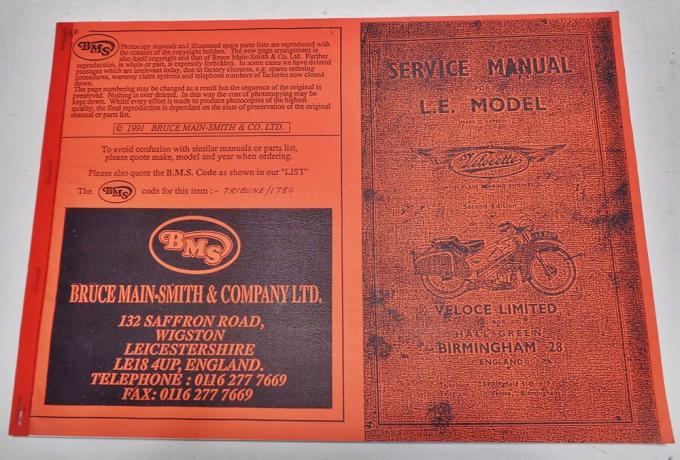 BMS
Photocopy manuals and illustrated spare parts lists are reproduced with
the consent of the copyright holders. The page arrangement is
also itself copyright and that of Bruce Main-Smith & Co. Ltd. Further
reproduction, in whole or part, is expressly forbidden. In some cases we have deleted
passages which are irrelevant today, due to factory closures, e.g. spares ordering
procedures, warranty claim systems and telephone numbers of factories now closed
down.
The page numbering may be changed as a result but the sequence of the original is
preserved. Nothing is ever deleted. In this way the cost of photocopying may be
kept down. Whilst every effort is made to produce photocopies of the highest
quality, the final reproduction is dependant on the state of preservation of the original
manual or parts list.
© 1991 BRUCE MAIN-SMITH & CO. LTD.
To avoid confusion with similar manuals or parts list,
please quote make, model and year when ordering.
Please also quote the B.M.S. Code as shown in our "LIST"
The BMS code for this item :- TRIBUNE/1780
BMS
BRUCE MAIN-SMITH & COMPANY LTD.
132 SAFFRON ROAD,
WIGSTON
LEICESTERSHIRE
LE18 4UP, ENGLAND.
TELEPHONE : 0116 277 7669
FAX: 0116 277 7669
SERVICE MANUAL
FOR
L.E. MODEL
Velocette
Second Edition
VELOCE LIMITED
HALL GREEN
BIRMINGHAM 28
ENGLAND
Veloce, Birmingham